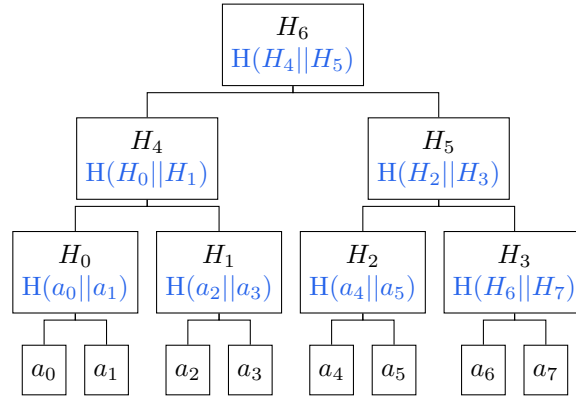 H₆
H(H₄||H₅)
H₄
H(H₀||H₁)
H₅
H(H₂||H₃)
H₀
H(a₀||a₁)
H₁
H(a₂||a₃)
H₂
H(a₄||a₅)
H₃
H(H₆||H₇)
a₀ a₁ a₂ a₃ a₄ a₅ a₆ a₇